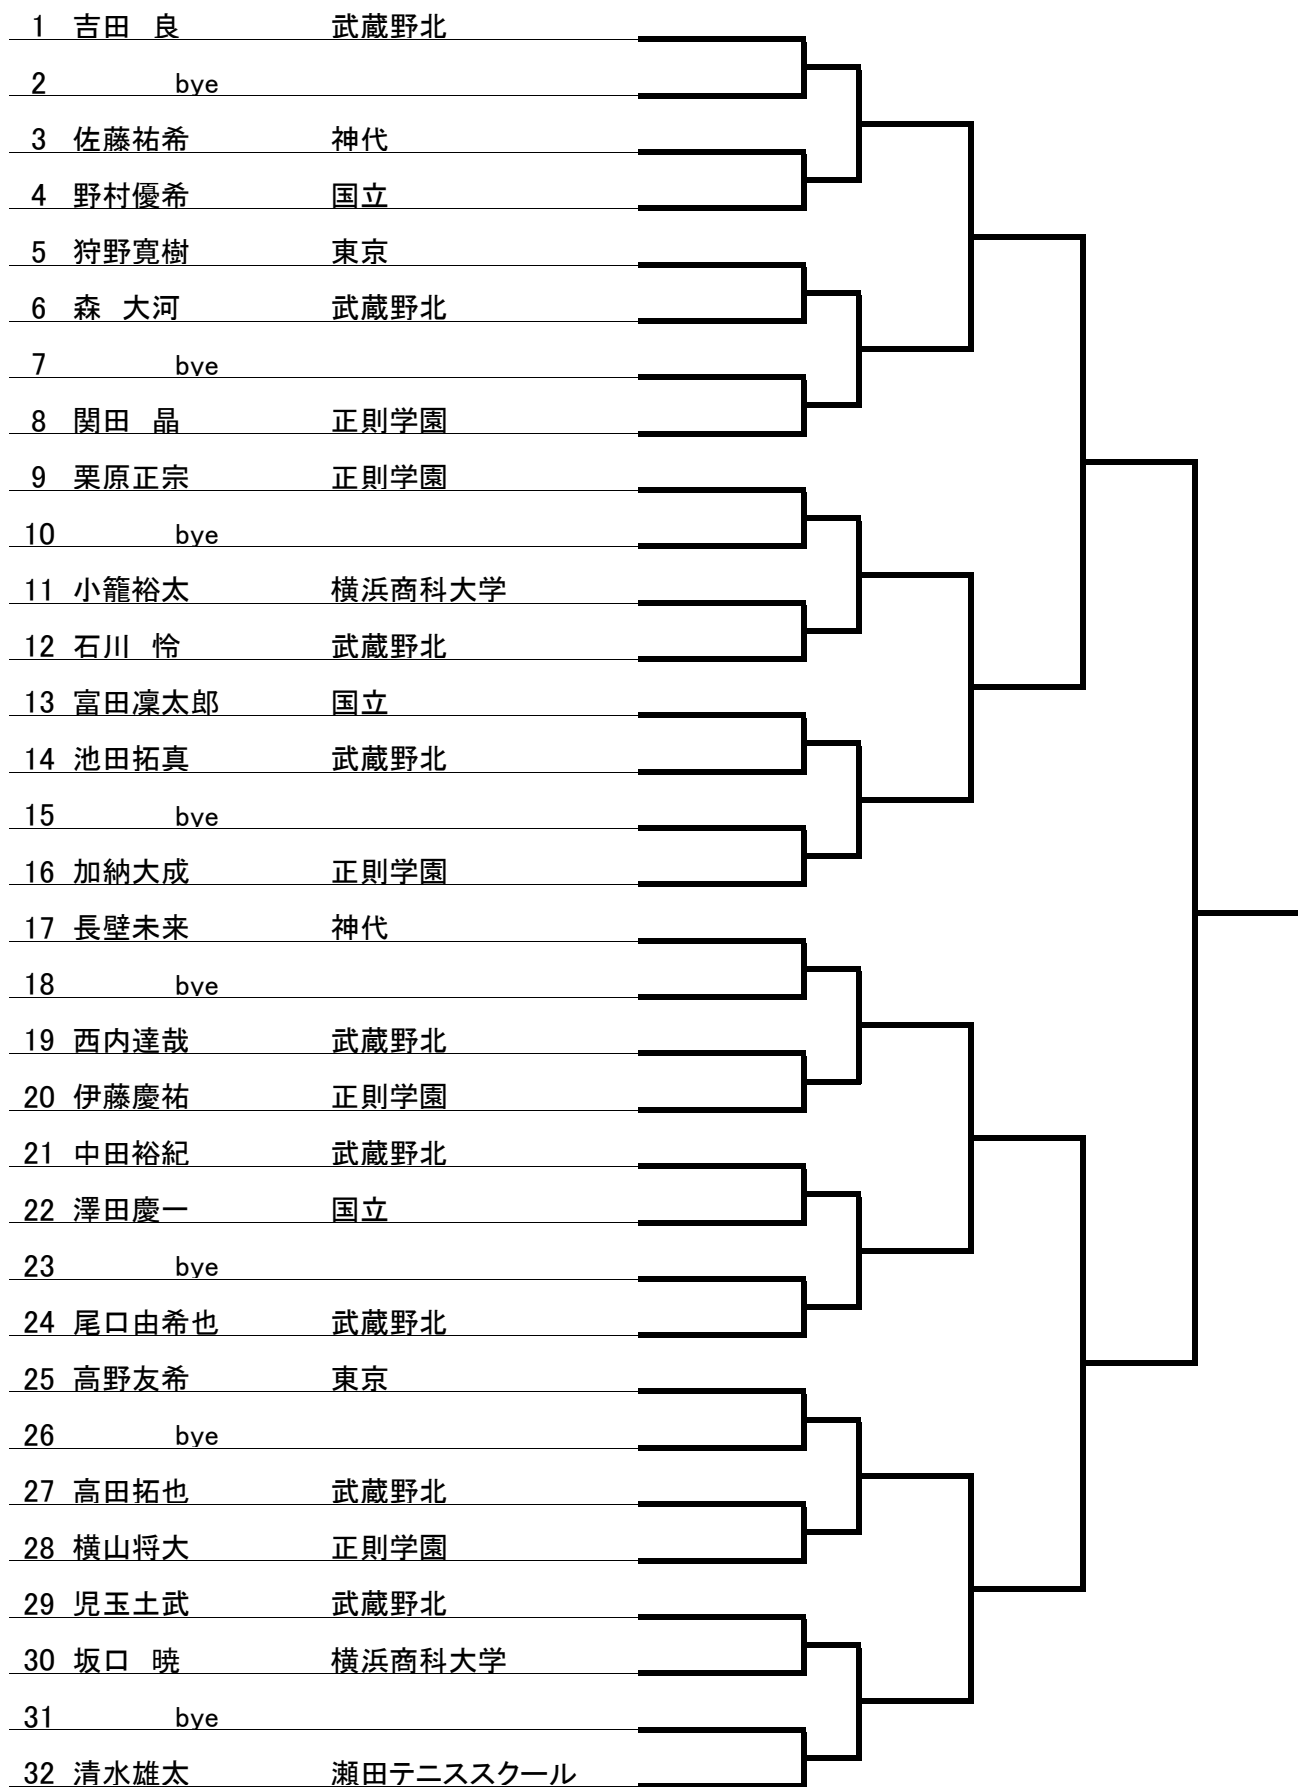 1 吉田 良 武蔵野北
2 bye
3 佐藤祐希 神代
4 野村優希 国立
5 狩野寛樹 東京
6 森 大河 武蔵野北
7 bye
8 関田 晶 正則学園
9 栗原正宗 正則学園
10 bye
11 小籠裕太 横浜商科大学
12 石川 怜 武蔵野北
13 富田凜太郎 国立
14 池田拓真 武蔵野北
15 bye
16 加納大成 正則学園
17 長壁未来 神代
18 bye
19 西内達哉 武蔵野北
20 伊藤慶祐 正則学園
21 中田裕紀 武蔵野北
22 澤田慶一 国立
23 bye
24 尾口由希也 武蔵野北
25 高野友希 東京
26 bye
27 高田拓也 武蔵野北
28 横山将大 正則学園
29 児玉土武 武蔵野北
30 坂口 暁 横浜商科大学
31 bye
32 清水雄太 瀬田テニススクール